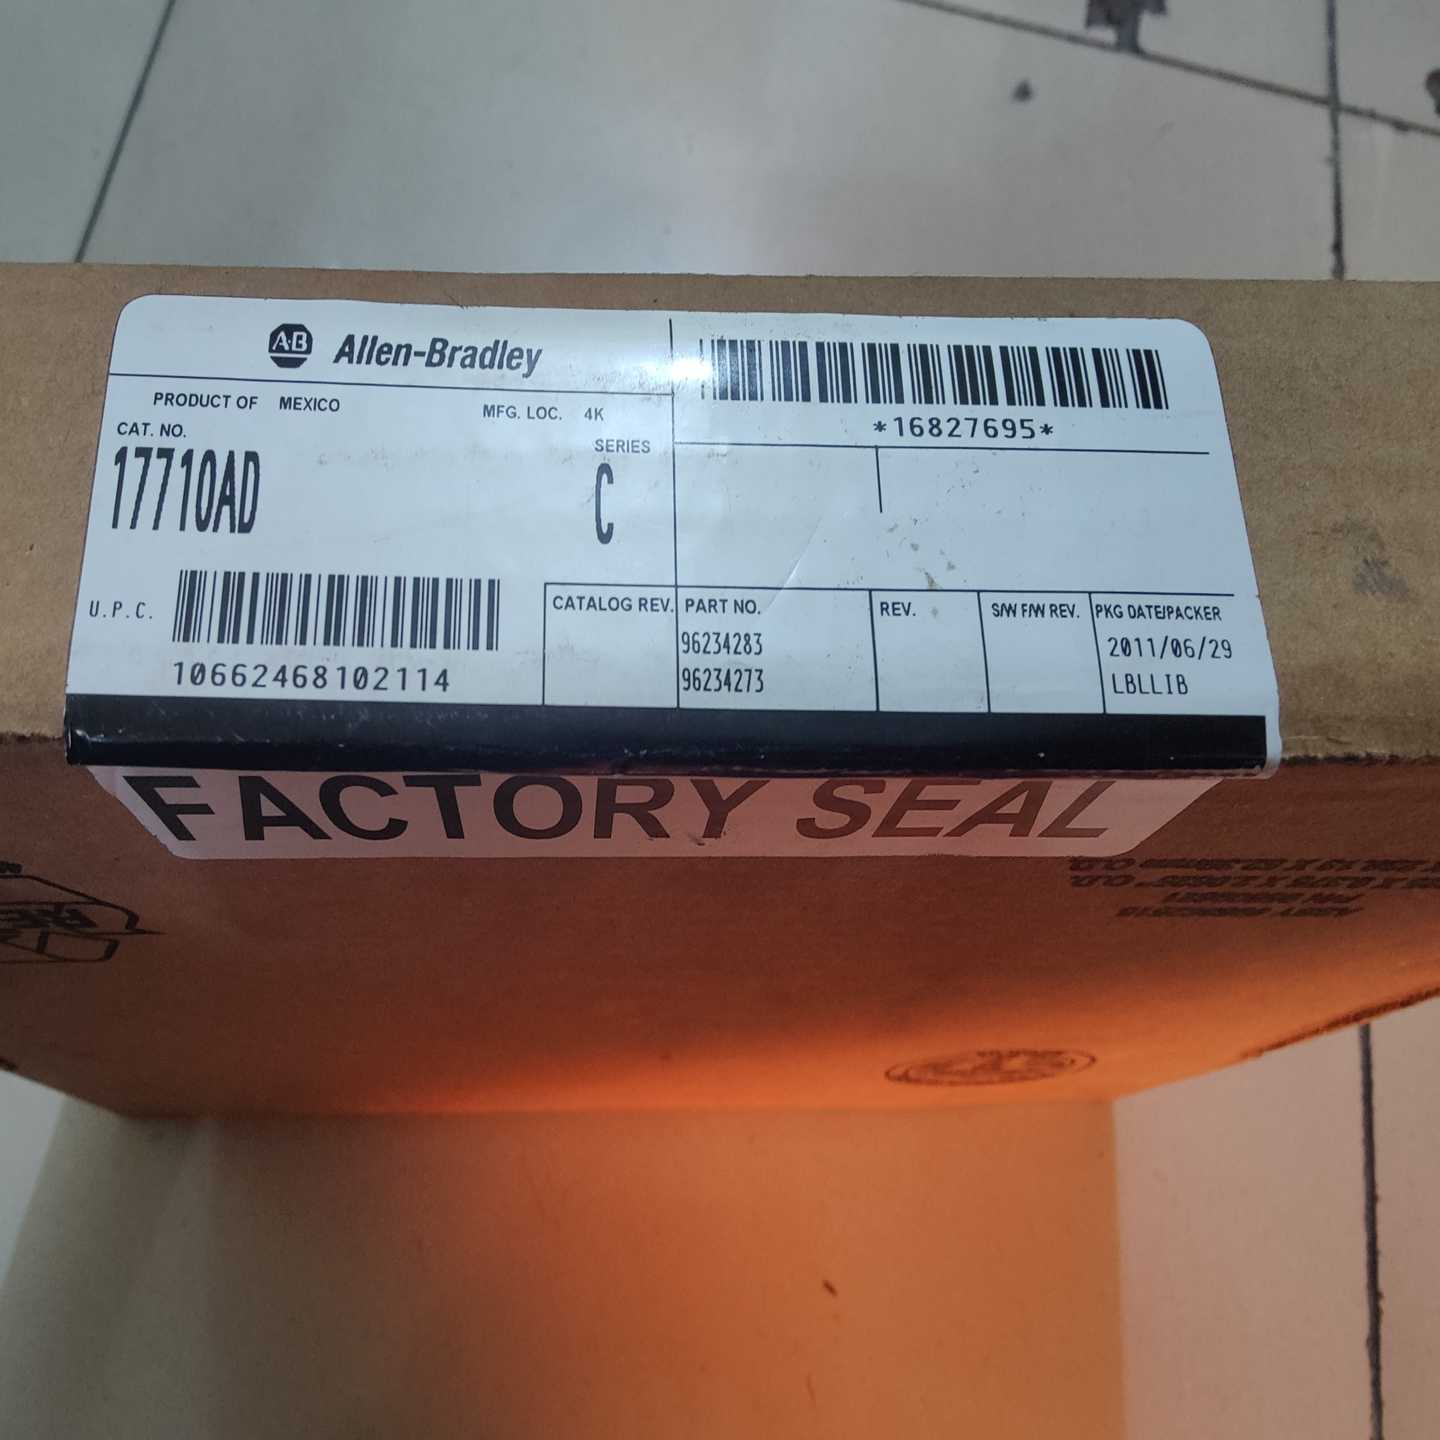 A-B Allen-Bradley
PRODUCT OF MEXICO
MFG. LOC. 4K
CAT. NO.
17710AD
SERIES
C
*16827695*
U.P.C.
10662468102114
CATALOG REV.
PART NO.
96234283
96234273
REV.
S/W F/W REV.
PKG DATE/PACKER
2011/06/29
LBLLIB
FACTORY SEAL